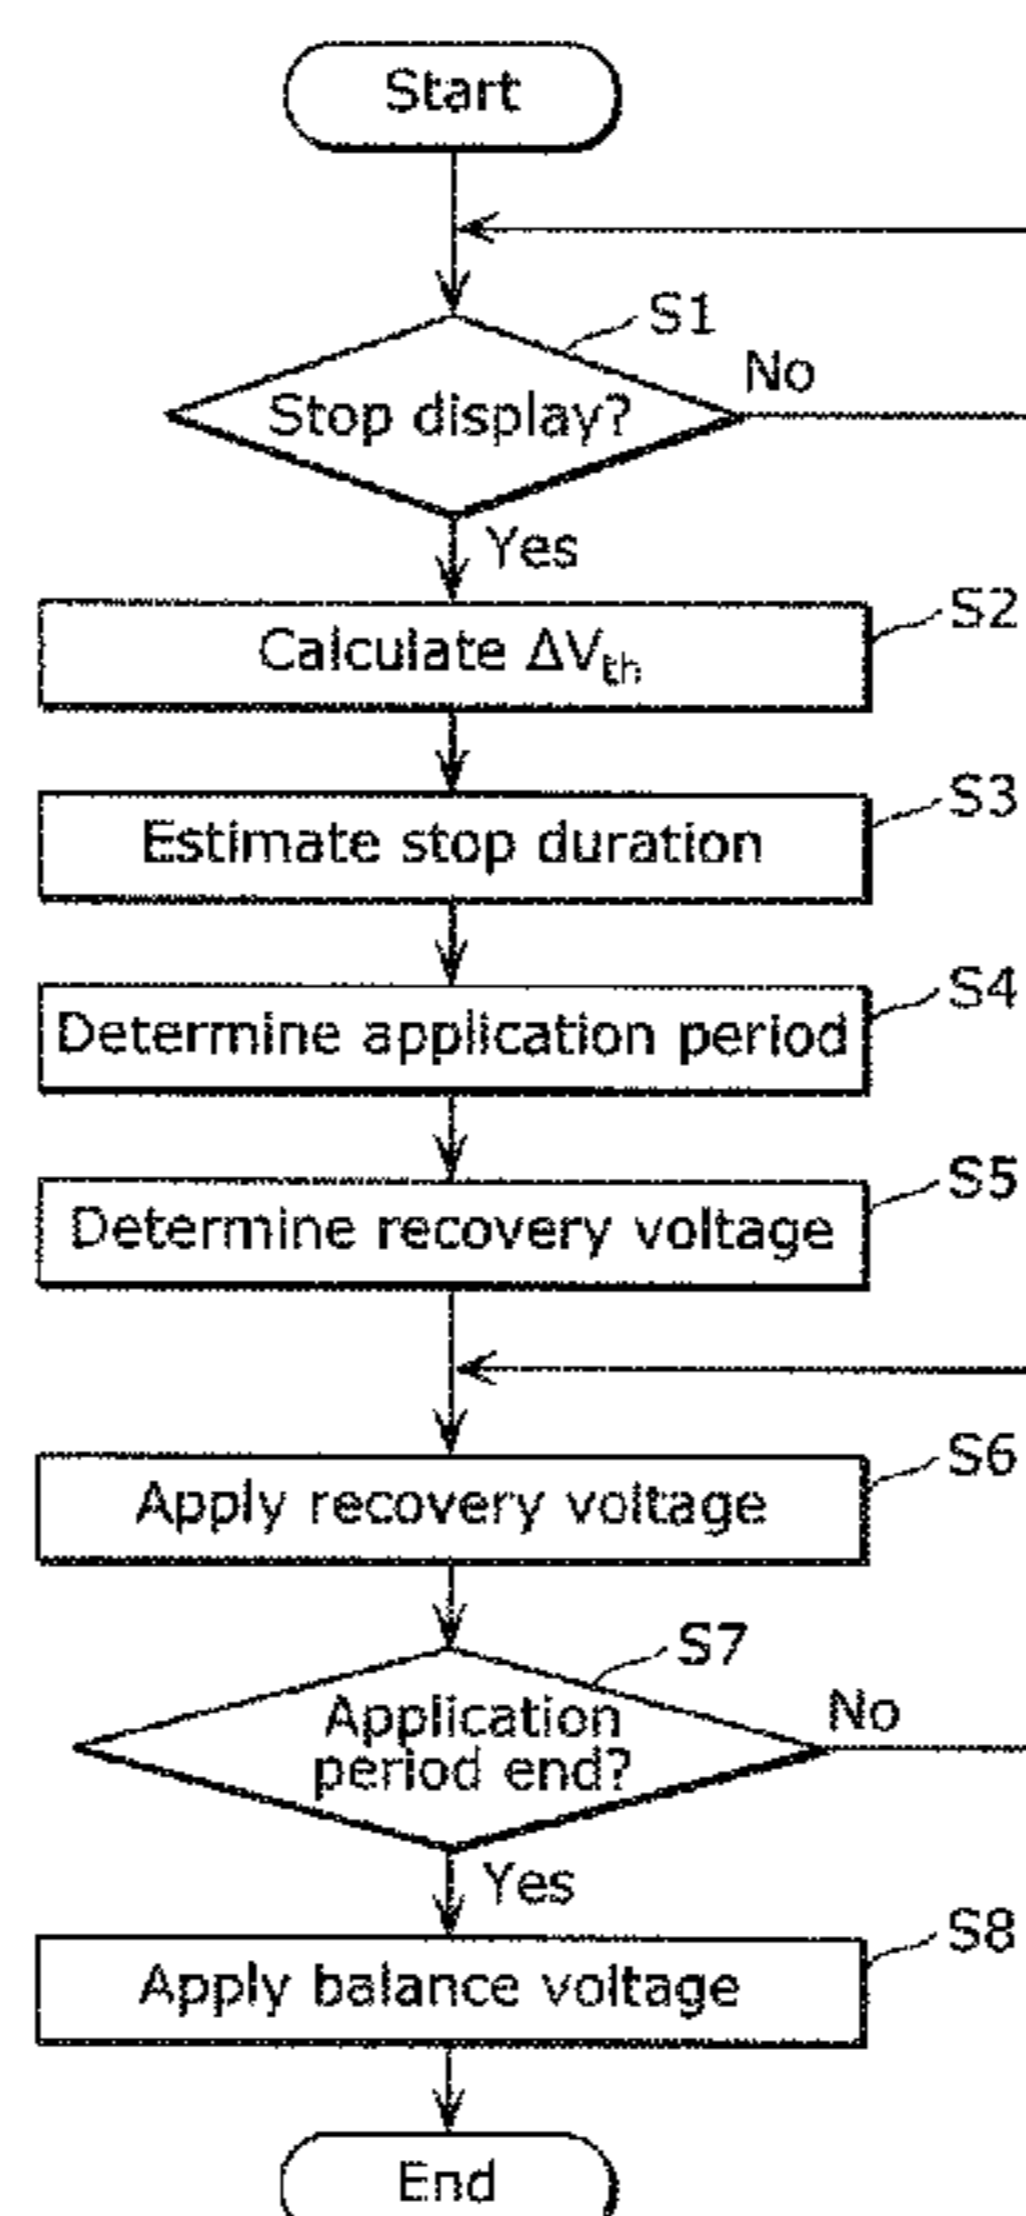 Start
S1
No
Stop display?
Yes
S2
Calculate ΔVth
S3
Estimate stop duration
S4
Determine application period
S5
Determine recovery voltage
S6
Apply recovery voltage
S7
No
Application
period end?
Yes
S8
Apply balance voltage
End